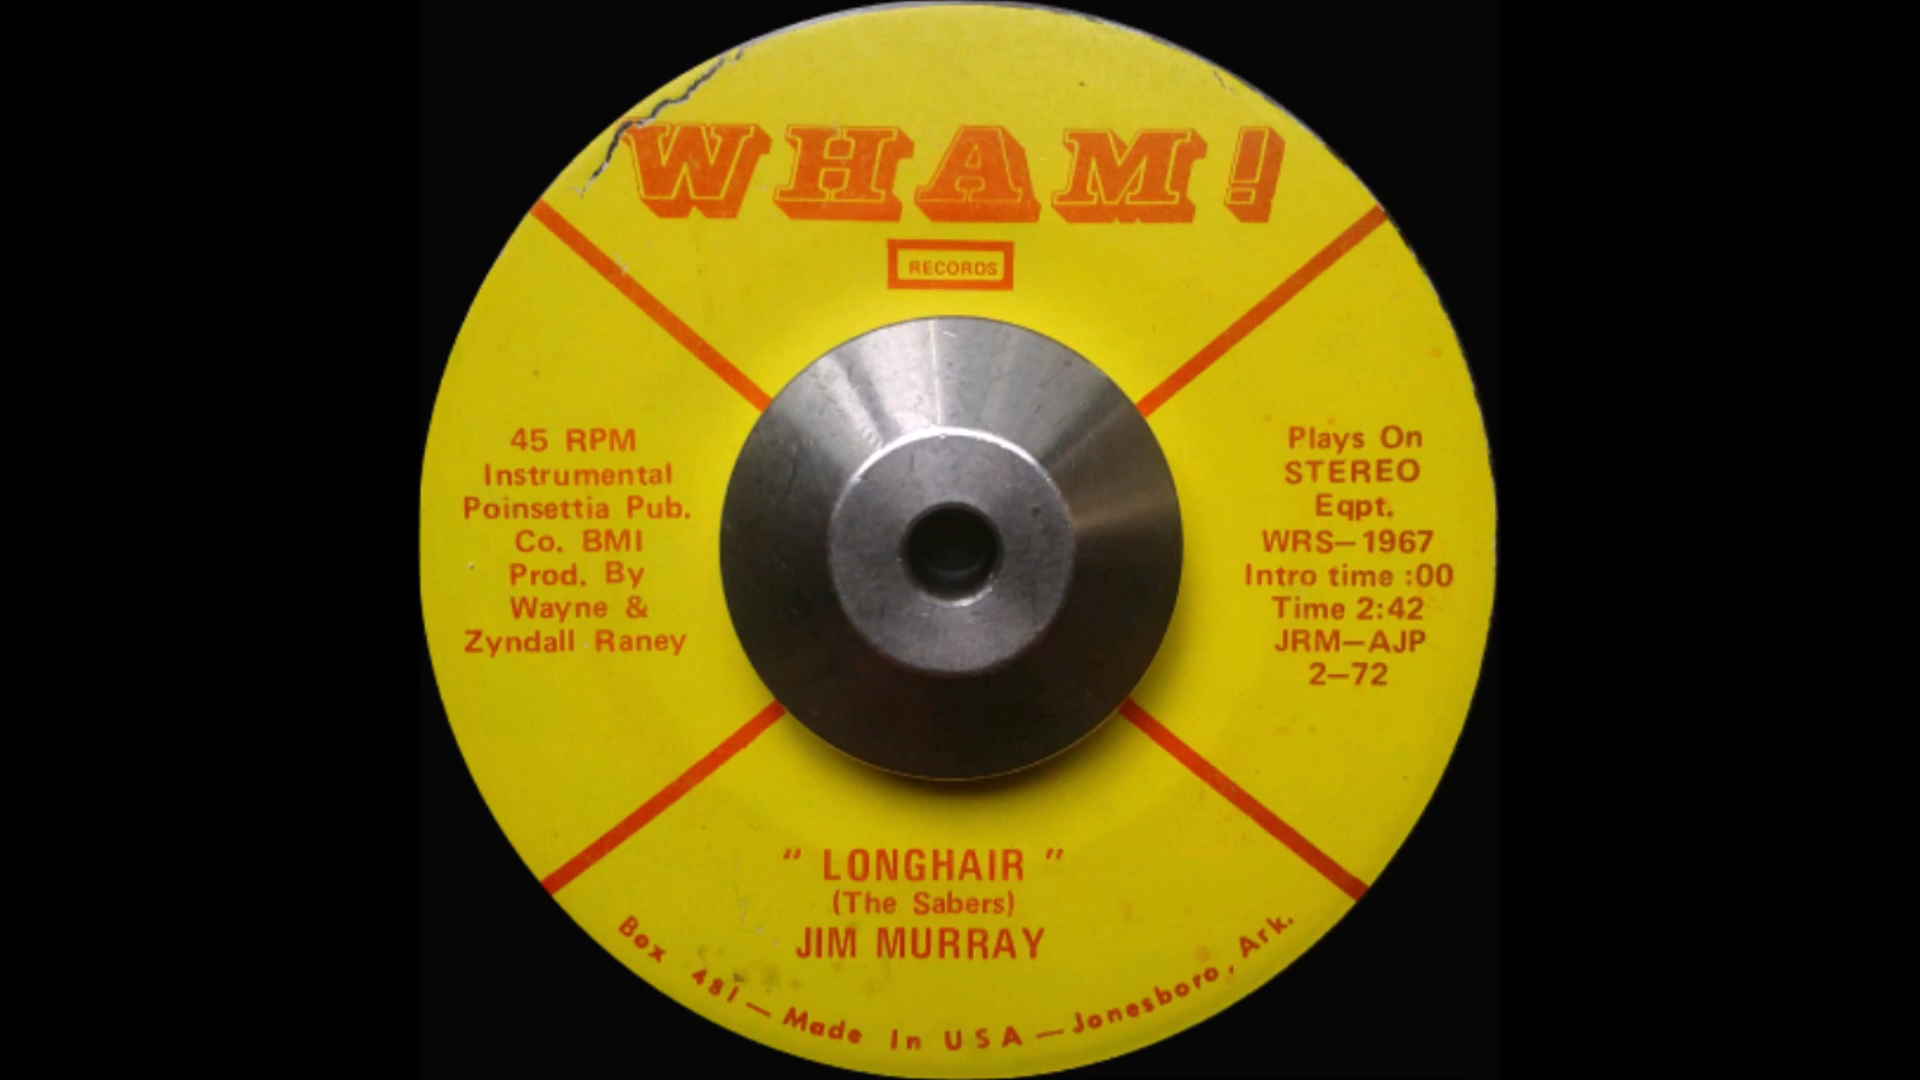 WHAM!
RECORDS
45 RPM
Instrumental
Poinsettia Pub.
Co. BMI
Prod. By
Wayne &
Zyndall Raney
Plays On
STEREO
Eqpt.
WRS—1967
Intro time :00
Time 2:42
JRM—AJP
2—72
" LONGHAIR "
(The Sabers)
JIM MURRAY
Box 481 — Made In USA — Jonesboro, Ark.